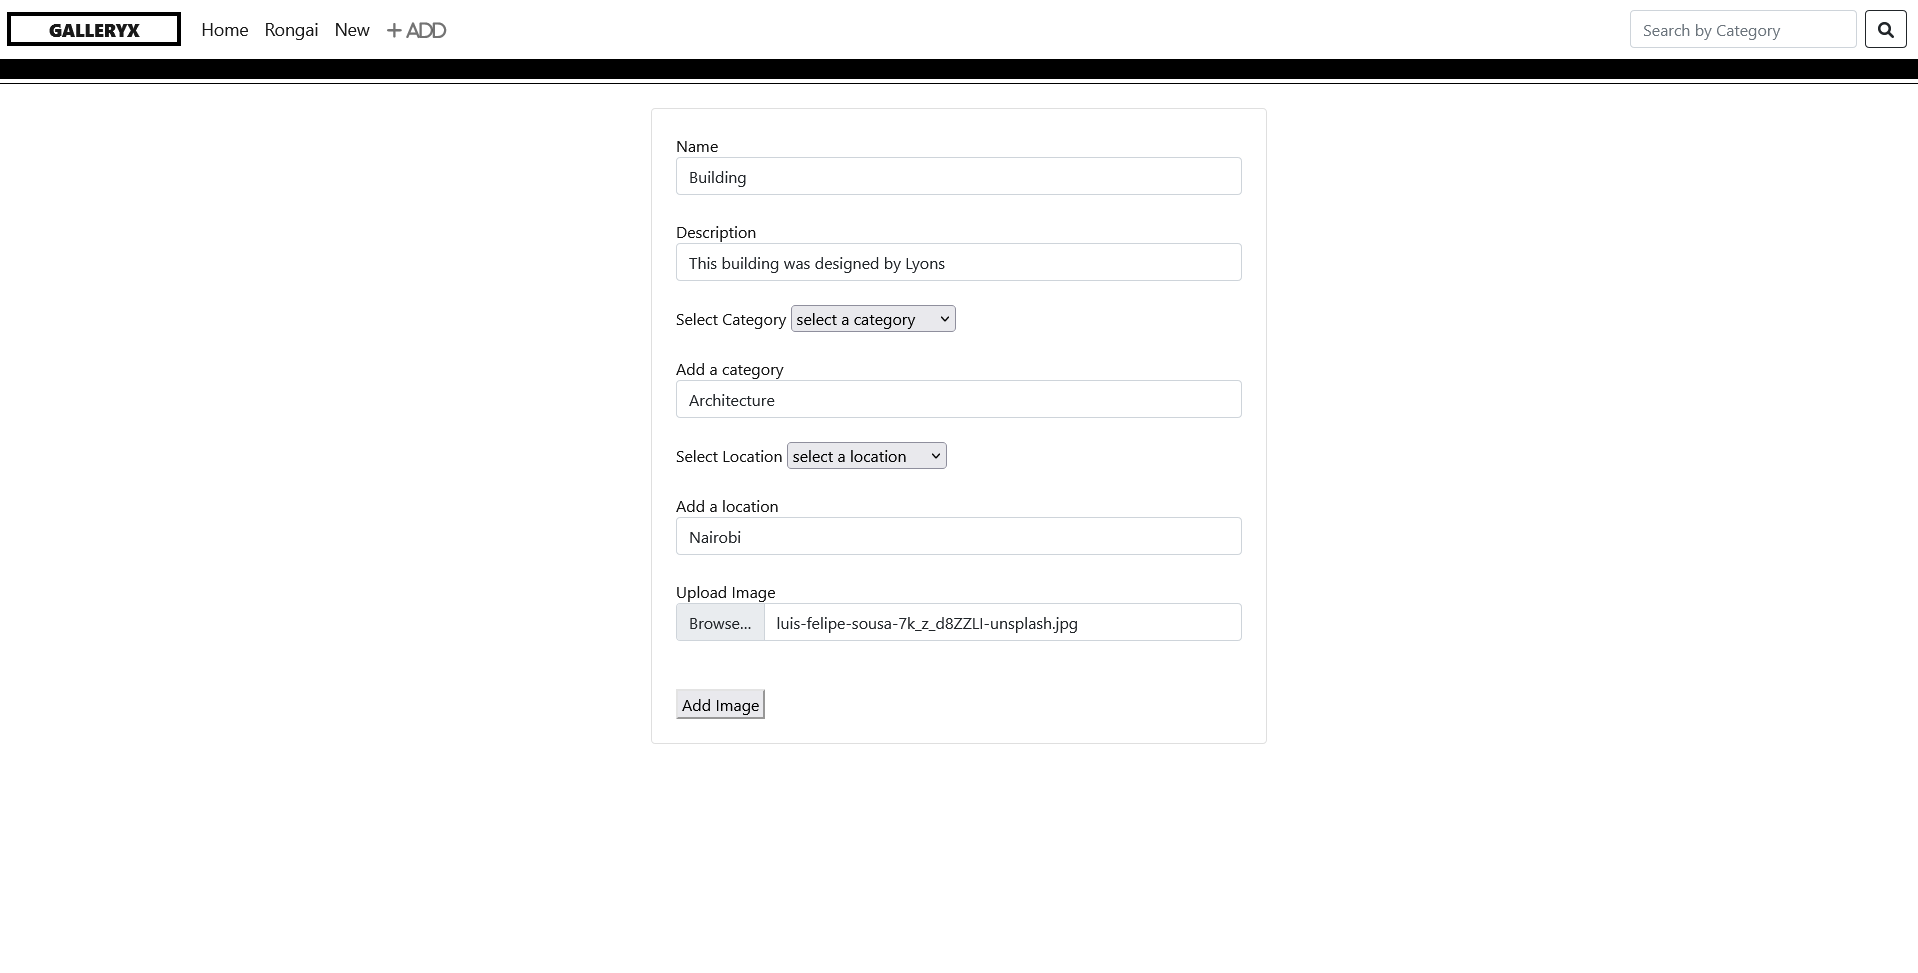 GALLERYX Home Rongai New + ADD Search by Category
Name
Building
Description
This building was designed by Lyons
Select Category select a category
Add a category
Architecture
Select Location select a location
Add a location
Nairobi
Upload Image
Browse... luis-felipe-sousa-7k_z_d8ZZLI-unsplash.jpg
Add Image